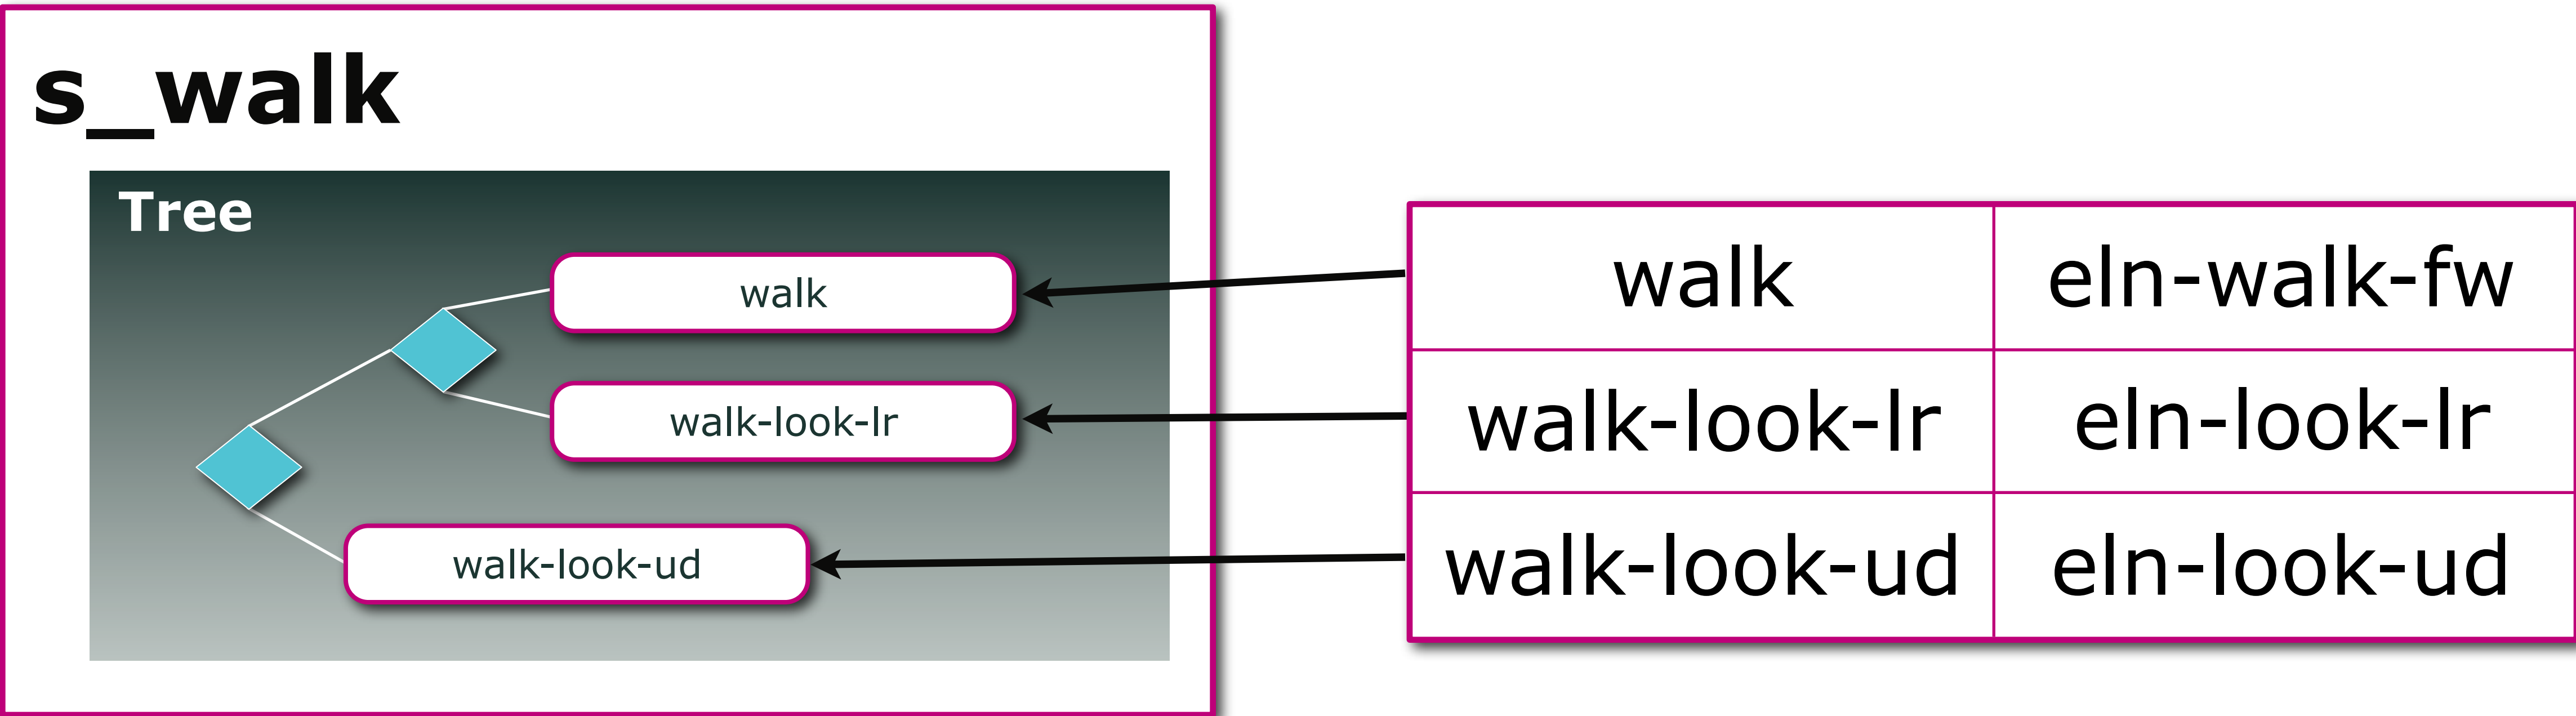 s_walk
Tree
walk
walk-look-lr
walk-look-ud
walk eln-walk-fw
walk-look-lr eln-look-lr
walk-look-ud eln-look-ud